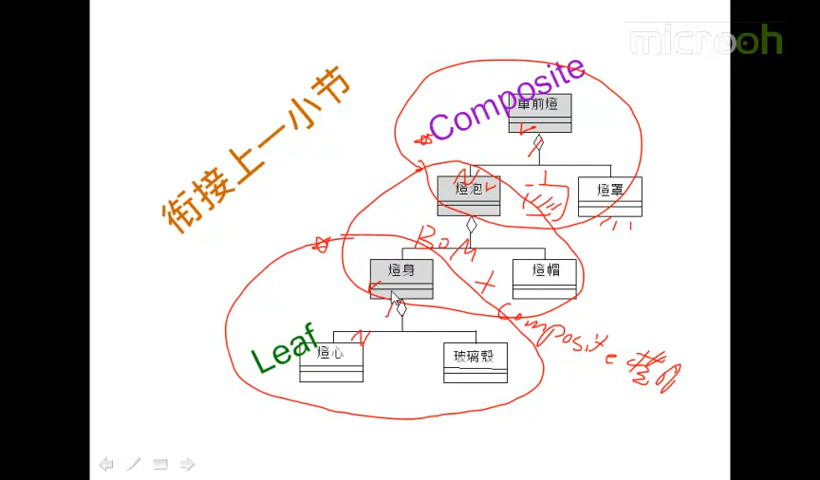 microoh
衔接上一小节
Composite
車前燈
燈泡
燈罩
BOM
燈身
燈帽
+
Composite
Leaf
燈心
玻璃殼